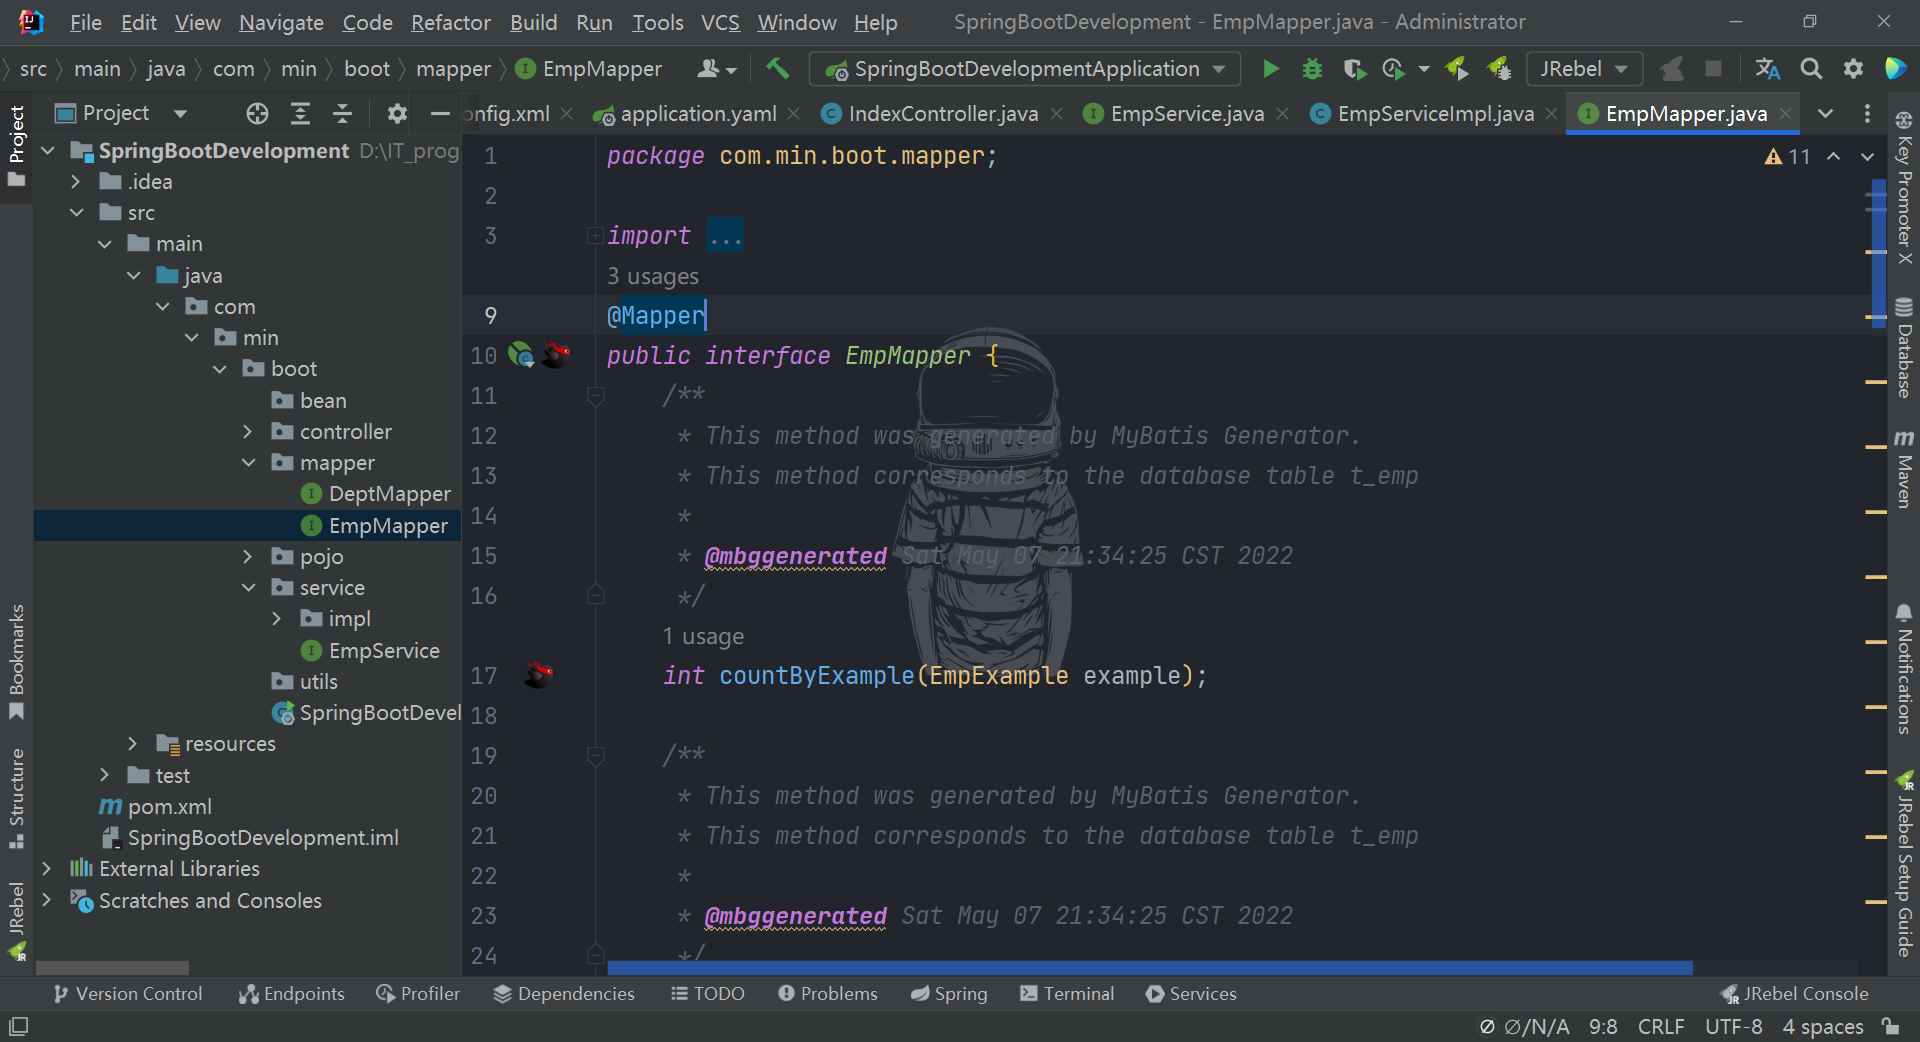 File Edit View Navigate Code Refactor Build Run Tools VCS Window Help SpringBootDevelopment - EmpMapper.java - Administrator
src main java com min boot mapper EmpMapper SpringBootDevelopmentApplication JRebel
Project onfig.xml application.yaml IndexController.java EmpService.java EmpServiceImpl.java EmpMapper.java
SpringBootDevelopment D:\IT_prog
.idea
src
main
java
com
min
boot
bean
controller
mapper
DeptMapper
EmpMapper
pojo
service
impl
EmpService
utils
SpringBootDevel
resources
test
pom.xml
SpringBootDevelopment.iml
External Libraries
Scratches and Consoles
Project
Bookmarks
Structure
JRebel
11
1 package com.min.boot.mapper;
2
3 import ...
3 usages
9 @Mapper
10 public interface EmpMapper {
11 /**
12 * This method was generated by MyBatis Generator.
13 * This method corresponds to the database table t_emp
14 *
15 * @mbggenerated Sat May 07 21:34:25 CST 2022
16 */
1 usage
17 int countByExample(EmpExample example);
18
19 /**
20 * This method was generated by MyBatis Generator.
21 * This method corresponds to the database table t_emp
22 *
23 * @mbggenerated Sat May 07 21:34:25 CST 2022
24 */
Key Promoter X
Database
Maven
Notifications
JRebel Setup Guide
Version Control Endpoints Profiler Dependencies TODO Problems Spring Terminal Services JRebel Console
∅/N/A 9:8 CRLF UTF-8 4 spaces